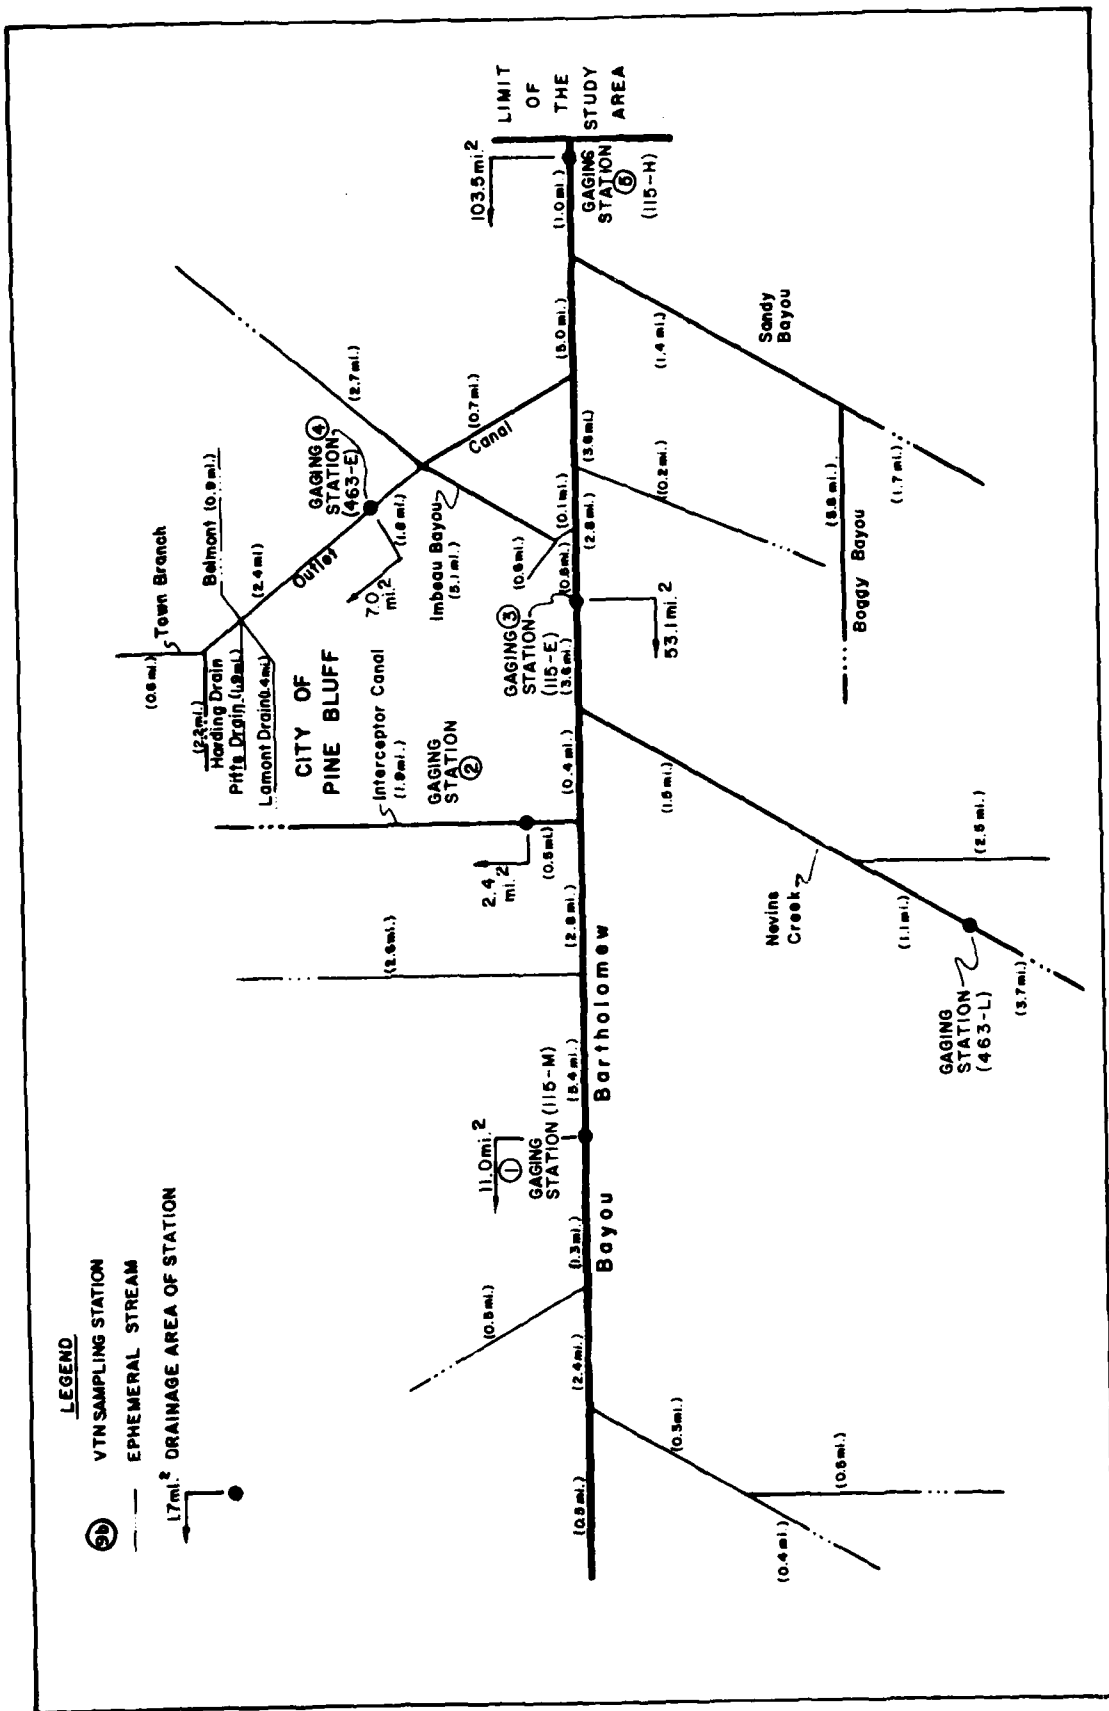 LEGEND
9b VTN SAMPLING STATION
EPHEMERAL STREAM
17mi.² DRAINAGE AREA OF STATION
LIMIT
OF
THE
STUDY
AREA
103.5mi.²
(1.0mi.)
GAGING
STATION
5
(115-H)
(5.0mi.)
(1.4mi.)
Sandy
Bayou
(1.7mi.)
Boggy Bayou
(2.7mi.)
(0.7mi.)
Canal
Outlet
GAGING 4
STATION
(463-E)
(1.8mi.)
7.0
mi.²
Imbeau Bayou
(5.1mi.)
(2.4mi)
Belmont (0.9mi.)
Town Branch
(0.6mi.)
(2.2mi.)
Harding Drain
Pitts Drain
Lamont Drain (0.4mi.)
CITY OF
PINE BLUFF
Interceptor Canal
(1.9mi.)
GAGING
STATION
2
2.4
mi.²
(0.5mi.)
(3.6mi.)
(0.2mi.)
(0.1mi.)
(2.8mi.)
(0.6mi.)
GAGING 3
STATION
(115-E)
(3.6mi.)
53.1mi.²
(0.4mi.)
(1.5mi.)
Nevins
Creek
(2.5mi.)
(1.1mi.)
GAGING
STATION
(463-L)
(3.7mi.)
(2.6mi.)
(2.8mi.)
Bayou Bartholomew
(5.4mi.)
11.0mi.²
1
GAGING
STATION (115-M)
(1.3mi.)
(0.5mi.)
(2.4mi.)
(0.3mi.)
(0.5mi.)
(0.4mi.)